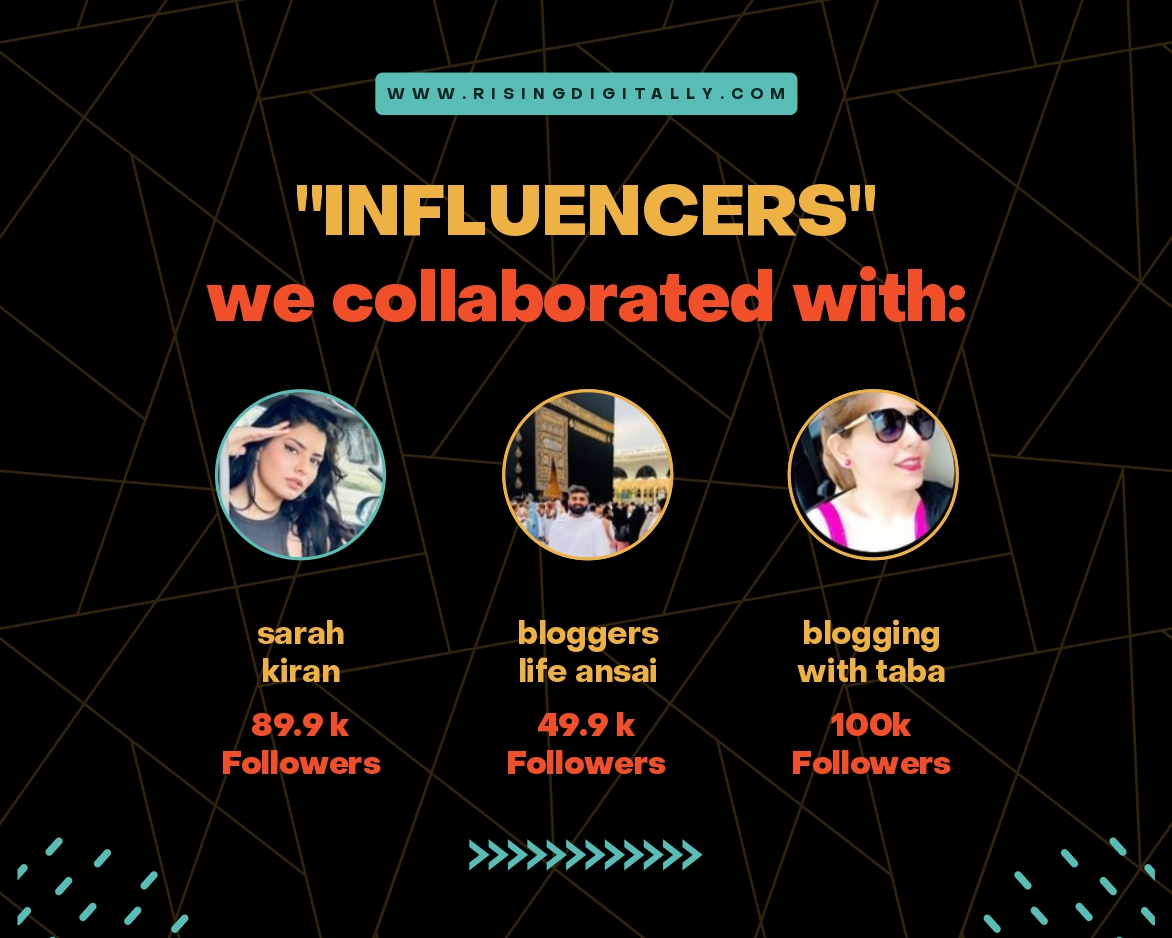 WWW.RISINGDIGITALLY.COM
"INFLUENCERS"
we collaborated with:
sarah
kiran
89.9 k
Followers
bloggers
life ansai
49.9 k
Followers
blogging
with taba
100k
Followers